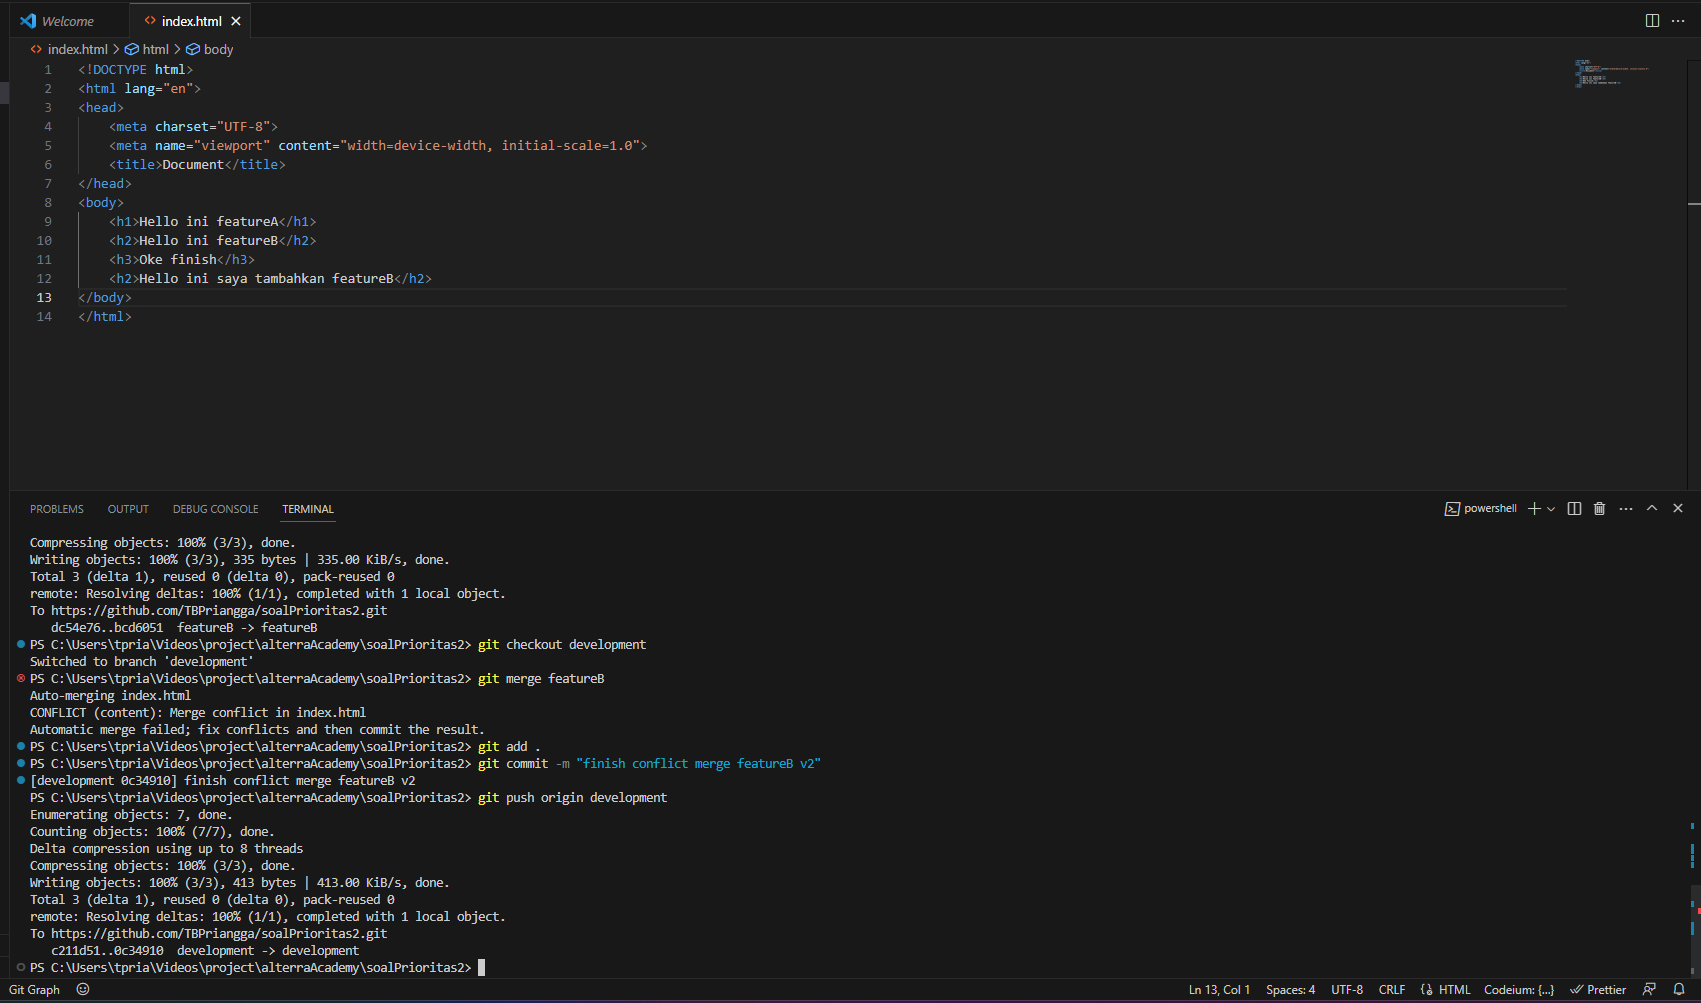 Welcome index.html
index.html > html > body
1 <!DOCTYPE html>
2 <html lang="en">
3 <head>
4 <meta charset="UTF-8">
5 <meta name="viewport" content="width=device-width, initial-scale=1.0">
6 <title>Document</title>
7 </head>
8 <body>
9 <h1>Hello ini featureA</h1>
10 <h2>Hello ini featureB</h2>
11 <h3>Oke finish</h3>
12 <h2>Hello ini saya tambahkan featureB</h2>
13 </body>
14 </html>
PROBLEMS OUTPUT DEBUG CONSOLE TERMINAL powershell
Compressing objects: 100% (3/3), done.
Writing objects: 100% (3/3), 335 bytes | 335.00 KiB/s, done.
Total 3 (delta 1), reused 0 (delta 0), pack-reused 0
remote: Resolving deltas: 100% (1/1), completed with 1 local object.
To https://github.com/TBPriangga/soalPrioritas2.git
dc54e76..bcd6051 featureB -> featureB
PS C:\Users\tpria\Videos\project\alterraAcademy\soalPrioritas2> git checkout development
Switched to branch 'development'
PS C:\Users\tpria\Videos\project\alterraAcademy\soalPrioritas2> git merge featureB
Auto-merging index.html
CONFLICT (content): Merge conflict in index.html
Automatic merge failed; fix conflicts and then commit the result.
PS C:\Users\tpria\Videos\project\alterraAcademy\soalPrioritas2> git add .
PS C:\Users\tpria\Videos\project\alterraAcademy\soalPrioritas2> git commit -m "finish conflict merge featureB v2"
[development 0c34910] finish conflict merge featureB v2
PS C:\Users\tpria\Videos\project\alterraAcademy\soalPrioritas2> git push origin development
Enumerating objects: 7, done.
Counting objects: 100% (7/7), done.
Delta compression using up to 8 threads
Compressing objects: 100% (3/3), done.
Writing objects: 100% (3/3), 413 bytes | 413.00 KiB/s, done.
Total 3 (delta 1), reused 0 (delta 0), pack-reused 0
remote: Resolving deltas: 100% (1/1), completed with 1 local object.
To https://github.com/TBPriangga/soalPrioritas2.git
c211d51..0c34910 development -> development
PS C:\Users\tpria\Videos\project\alterraAcademy\soalPrioritas2>
Git Graph Ln 13, Col 1 Spaces: 4 UTF-8 CRLF HTML Codeium: {...} Prettier